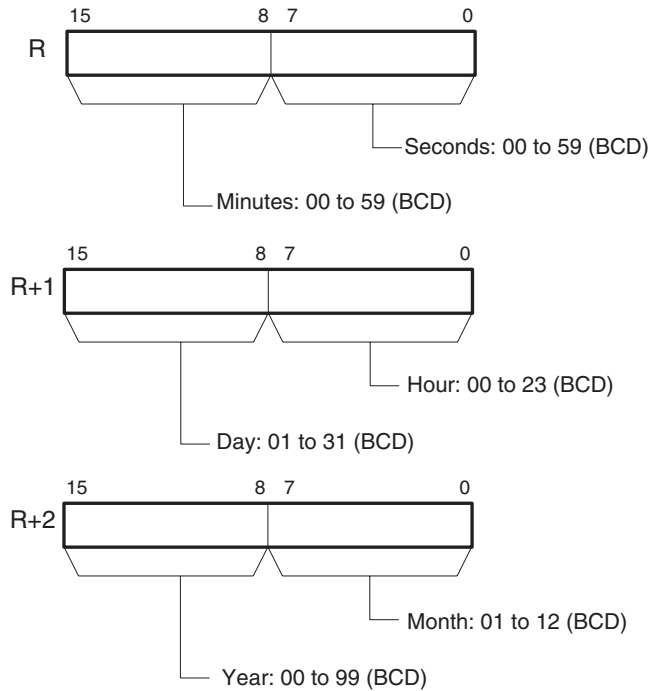 15 8 7 0
R
Seconds: 00 to 59 (BCD)
Minutes: 00 to 59 (BCD)
15 8 7 0
R+1
Hour: 00 to 23 (BCD)
Day: 01 to 31 (BCD)
15 8 7 0
R+2
Month: 01 to 12 (BCD)
Year: 00 to 99 (BCD)